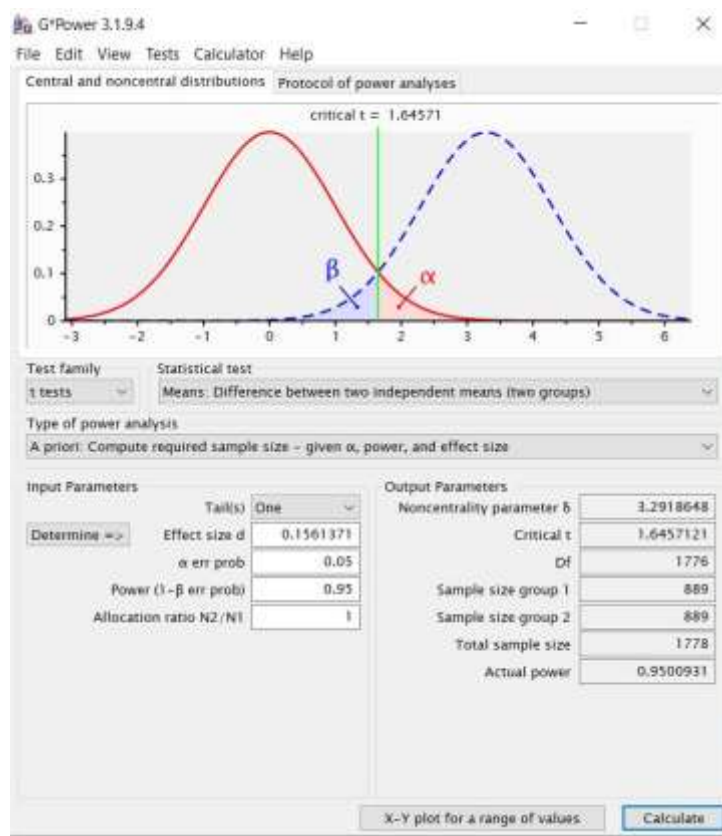 G*Power 3.1.9.4
File Edit View Tests Calculator Help
Central and noncentral distributions Protocol of power analyses
critical t = 1.64571
0.3
0.2
0.1
0
β
α
-3 -2 -1 0 1 2 3 4 5 6
Test family Statistical test
t tests Means: Difference between two independent means (two groups)
Type of power analysis
A priori: Compute required sample size – given α, power, and effect size
Input Parameters Output Parameters
Tail(s) One Noncentrality parameter δ 3.2918648
Determine => Effect size d 0.1561371 Critical t 1.6457121
α err prob 0.05 Df 1776
Power (1-β err prob) 0.95 Sample size group 1 889
Allocation ratio N2/N1 1 Sample size group 2 889
Total sample size 1778
Actual power 0.9500931
X-Y plot for a range of values Calculate